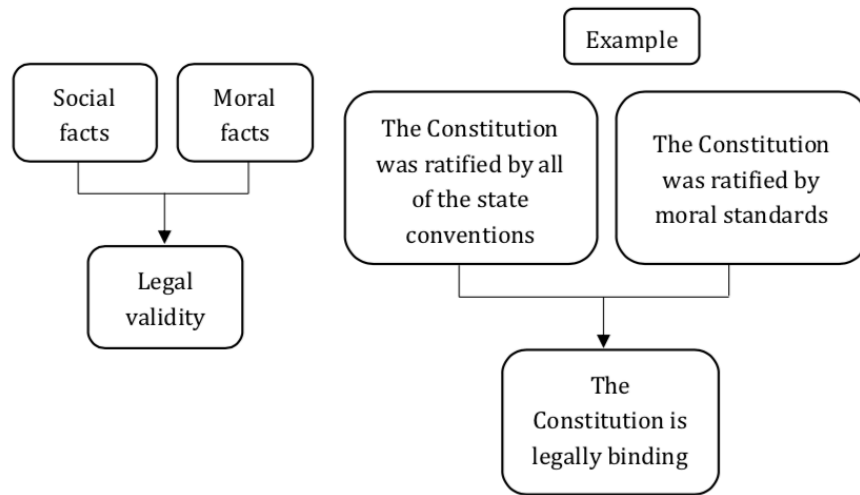 Social
facts
Moral
facts
Legal
validity
Example
The Constitution
was ratified by all
of the state
conventions
The Constitution
was ratified by
moral standards
The
Constitution is
legally binding